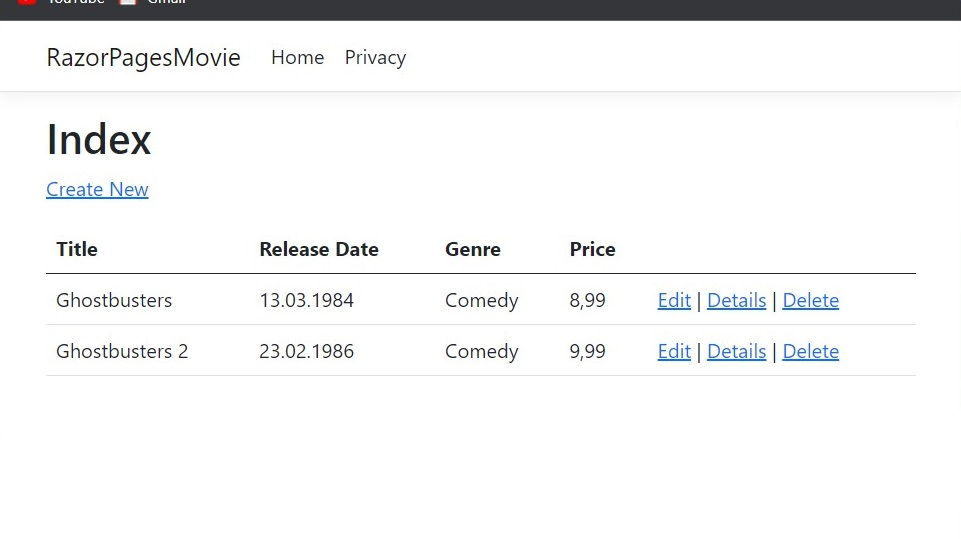 YouTube Gmail
RazorPagesMovie Home Privacy
Index
Create New
Title Release Date Genre Price
Ghostbusters 13.03.1984 Comedy 8,99 Edit | Details | Delete
Ghostbusters 2 23.02.1986 Comedy 9,99 Edit | Details | Delete